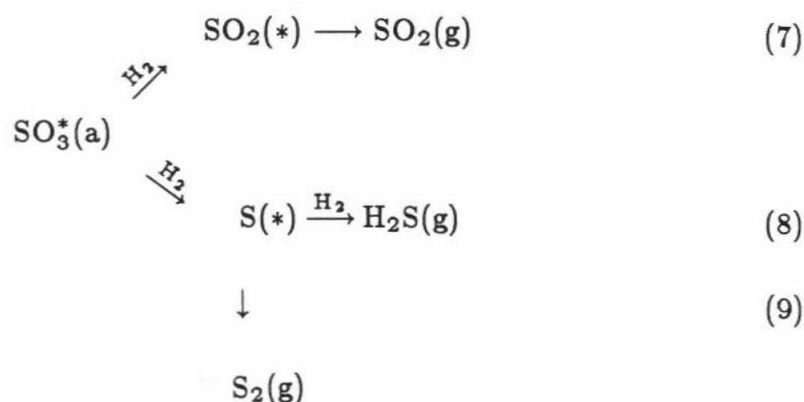 SO₂(*) ⟶ SO₂(g) (7)
H₂
SO₃*(a)
H₂
S(*) H₂⟶ H₂S(g) (8)
↓ (9)
S₂(g)